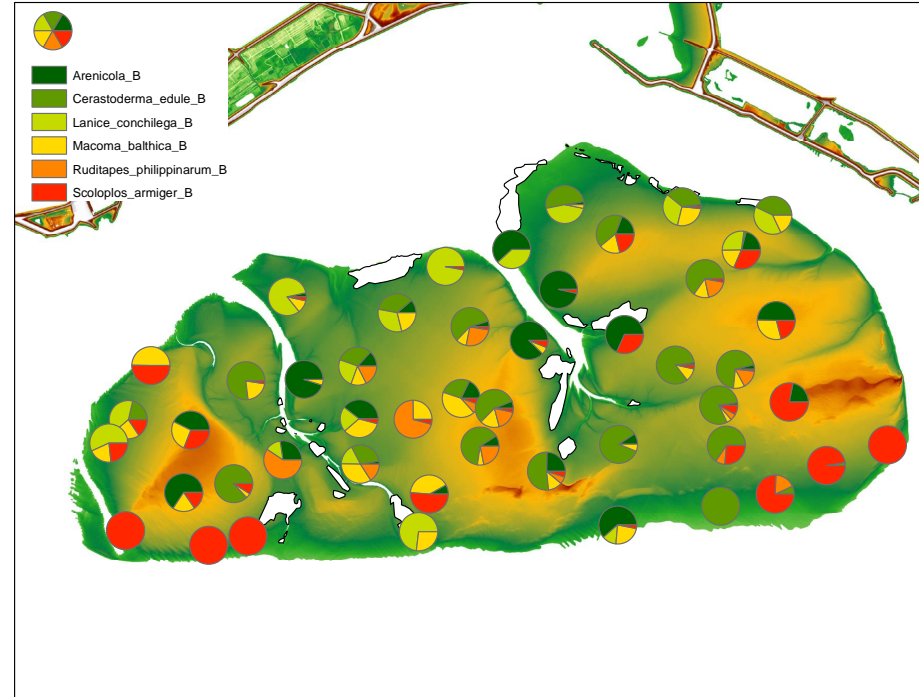 Arenicola_B
Cerastoderma_edule_B
Lanice_conchilega_B
Macoma_balthica_B
Ruditapes_philippinarum_B
Scoloplos_armiger_B